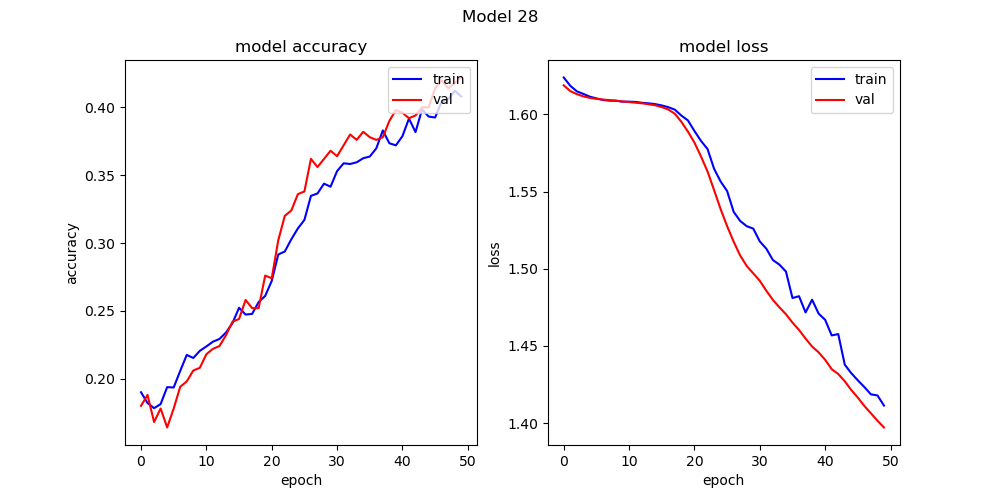 Model 28
model accuracy
train
val
0.40
0.35
0.30
0.25
0.20
accuracy
0 10 20 30 40 50
epoch
model loss
train
val
1.60
1.55
1.50
1.45
1.40
loss
0 10 20 30 40 50
epoch